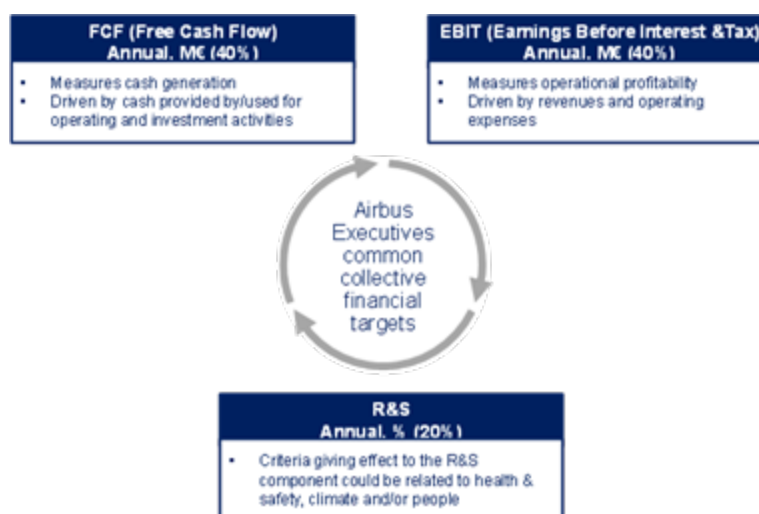 FCF (Free Cash Flow)
Annual, M€ (40%)
• Measures cash generation
• Driven by cash provided by/used for
operating and investment activities
EBIT (Earnings Before Interest &Tax)
Annual, M€ (40%)
• Measures operational profitability
• Driven by revenues and operating
expenses
Airbus
Executives
common
collective
financial
targets
R&S
Annual, % (20%)
• Criteria giving effect to the R&S
component could be related to health &
safety, climate and/or people